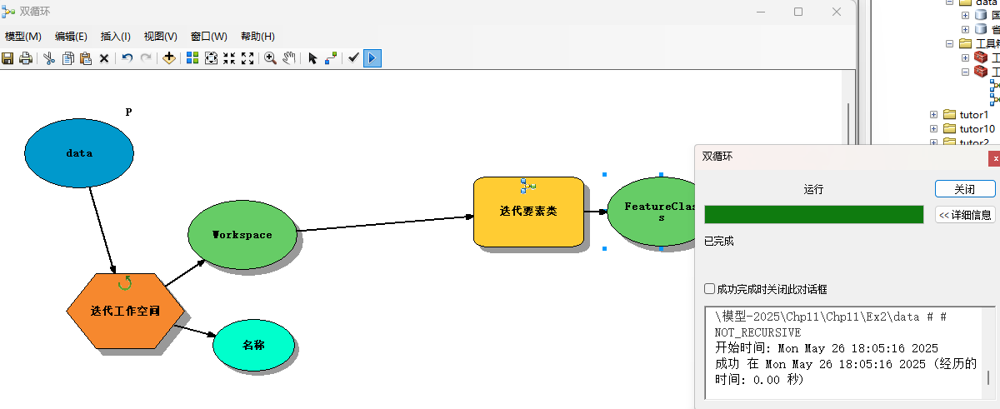 双循环
模型(M) 编辑(E) 插入(I) 视图(V) 窗口(W) 帮助(H)
data
工具
工
工
tutor1
tutor10
tutor2
P
data
Workspace
迭代要素类
FeatureClas
s
迭代工作空间
名称
双循环
运行
关闭
<< 详细信息
已完成
成功完成时关闭此对话框
\模型-2025\Chp11\Chp11\Ex2\data # #
NOT_RECURSIVE
开始时间: Mon May 26 18:05:16 2025
成功 在 Mon May 26 18:05:16 2025 (经历的
时间: 0.00 秒)